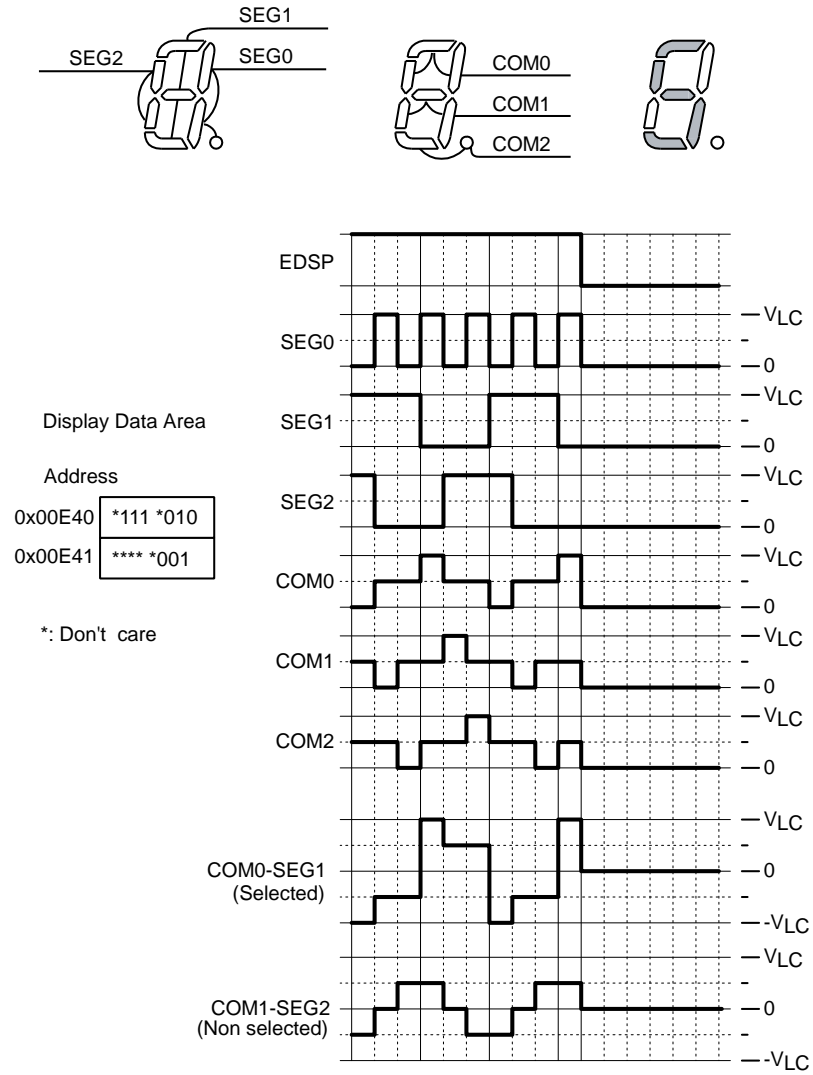 SEG1
SEG2
SEG0
COM0
COM1
COM2
EDSP
SEG0
VLC
-
0
SEG1
VLC
-
0
Display Data Area
SEG2
VLC
-
0
Address
0x00E40 *111 *010
0x00E41 **** *001
COM0
VLC
-
0
*: Don't care
COM1
VLC
-
0
COM2
VLC
-
0
COM0-SEG1
(Selected)
VLC
-
0
-
-VLC
COM1-SEG2
(Non selected)
VLC
-
0
-
-VLC